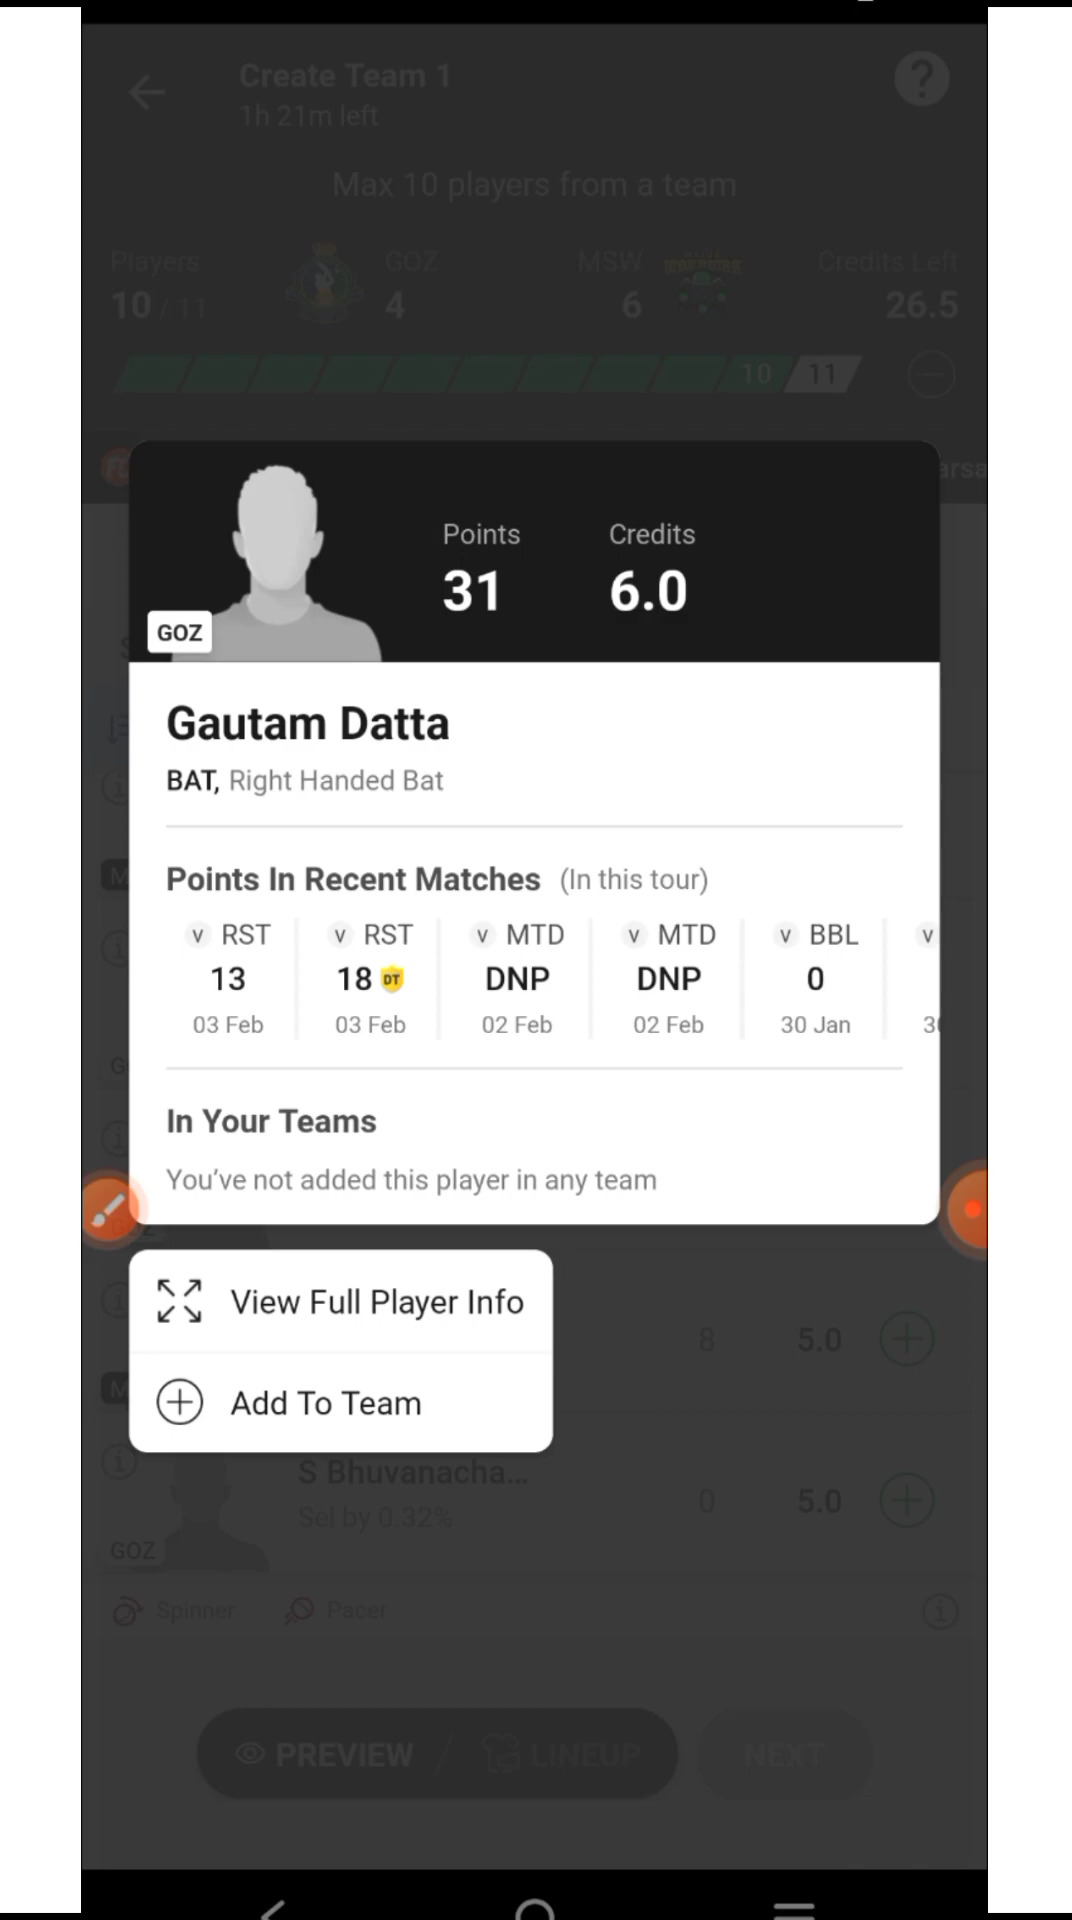 Create Team 1
1h 21m left
?
Max 10 players from a team
Players
GOZ
MSW
Credits Left
10 / 11
4
6
26.5
10
11
Points
Credits
31
6.0
GOZ
Gautam Datta
BAT, Right Handed Bat
Points In Recent Matches (In this tour)
v RST
v RST
v MTD
v MTD
v BBL
v
13
18 DT
DNP
DNP
0
03 Feb
03 Feb
02 Feb
02 Feb
30 Jan
In Your Teams
You've not added this player in any team
View Full Player Info
8
5.0
Add To Team
S Bhuvanacha...
0
5.0
Sel by 0.32%
GOZ
Spinner
Pacer
PREVIEW / LINEUP
NEXT